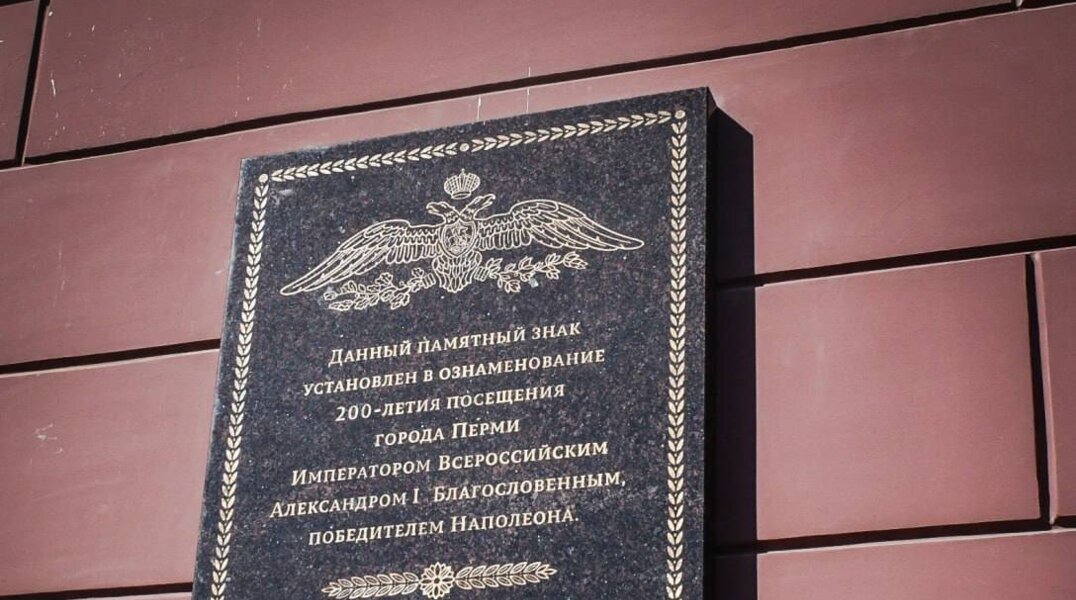 Данный памятный знак
установлен в ознаменование
200-летия посещения
города Перми
Императором Всероссийским
Александром I Благословенным,
победителем Наполеона.